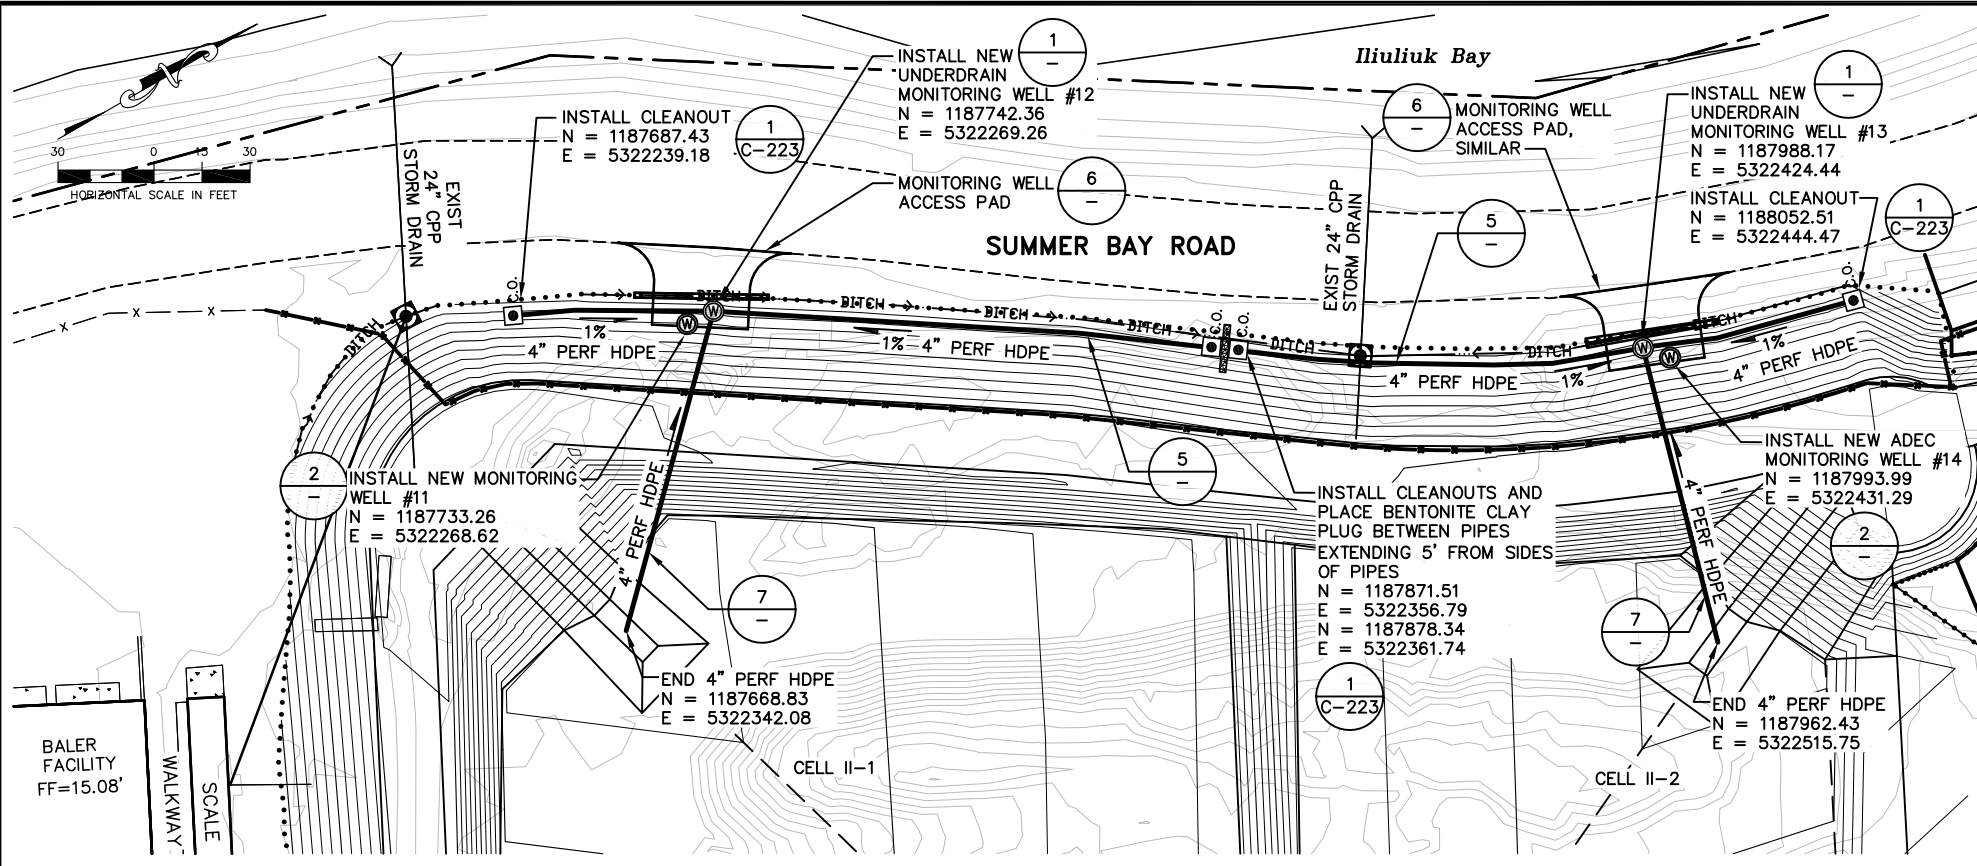 Iliuliuk Bay
30
0
15
30
HORIZONTAL SCALE IN FEET
EXIST
24" CPP
STORM DRAIN
INSTALL CLEANOUT
N = 1187687.43
E = 5322239.18
1
C-223
INSTALL NEW
UNDERDRAIN
MONITORING WELL #12
N = 1187742.36
E = 5322269.26
1
-
MONITORING WELL
ACCESS PAD
6
-
6
-
MONITORING WELL
ACCESS PAD,
SIMILAR
INSTALL NEW
UNDERDRAIN
MONITORING WELL #13
N = 1187988.17
E = 5322424.44
1
-
INSTALL CLEANOUT
N = 1188052.51
E = 5322444.47
1
C-223
SUMMER BAY ROAD
EXIST 24" CPP
STORM DRAIN
5
-
X
X
X
DITCH
C.O.
DITCH
DITCH
DITCH
DITCH
C.O.
C.O.
DITCH
DITCH
DITCH
C.O.
W
W
W
W
1%
4" PERF HDPE
1%
4" PERF HDPE
4" PERF HDPE
1%
1%
4" PERF HDPE
2
-
INSTALL NEW MONITORING
WELL #11
N = 1187733.26
E = 5322268.62
4" PERF HDPE
5
-
INSTALL CLEANOUTS AND
PLACE BENTONITE CLAY
PLUG BETWEEN PIPES
EXTENDING 5' FROM SIDES
OF PIPES
N = 1187871.51
E = 5322356.79
N = 1187878.34
E = 5322361.74
1
C-223
INSTALL NEW ADEC
MONITORING WELL #14
N = 1187993.99
E = 5322431.29
2
-
4" PERF HDPE
7
-
7
-
END 4" PERF HDPE
N = 1187668.83
E = 5322342.08
END 4" PERF HDPE
N = 1187962.43
E = 5322515.75
BALER
FACILITY
FF=15.08'
WALKWAY
SCALE
CELL II-1
CELL II-2